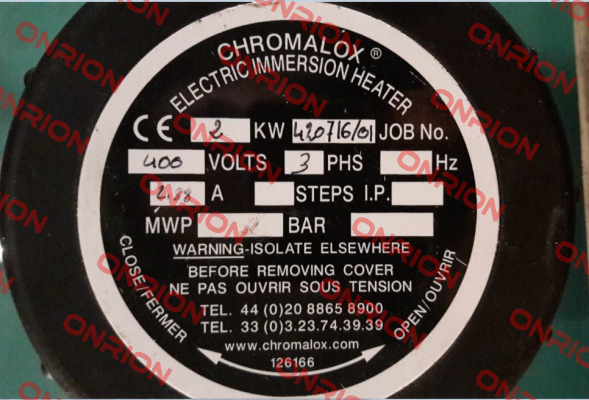 CHROMALOX ®
ELECTRIC IMMERSION HEATER
CE 2 KW 420716/01 JOB No.
400 VOLTS 3 PHS Hz
2.88 A STEPS I.P.
MWP BAR
WARNING-ISOLATE ELSEWHERE
BEFORE REMOVING COVER
NE PAS OUVRIR SOUS TENSION
CLOSE/FERMER
OPEN/OUVRIR
TEL. 44 (0)20 8865 8900
TEL. 33 (0)3.23.74.39.39
www.chromalox.com
126166
ONRION